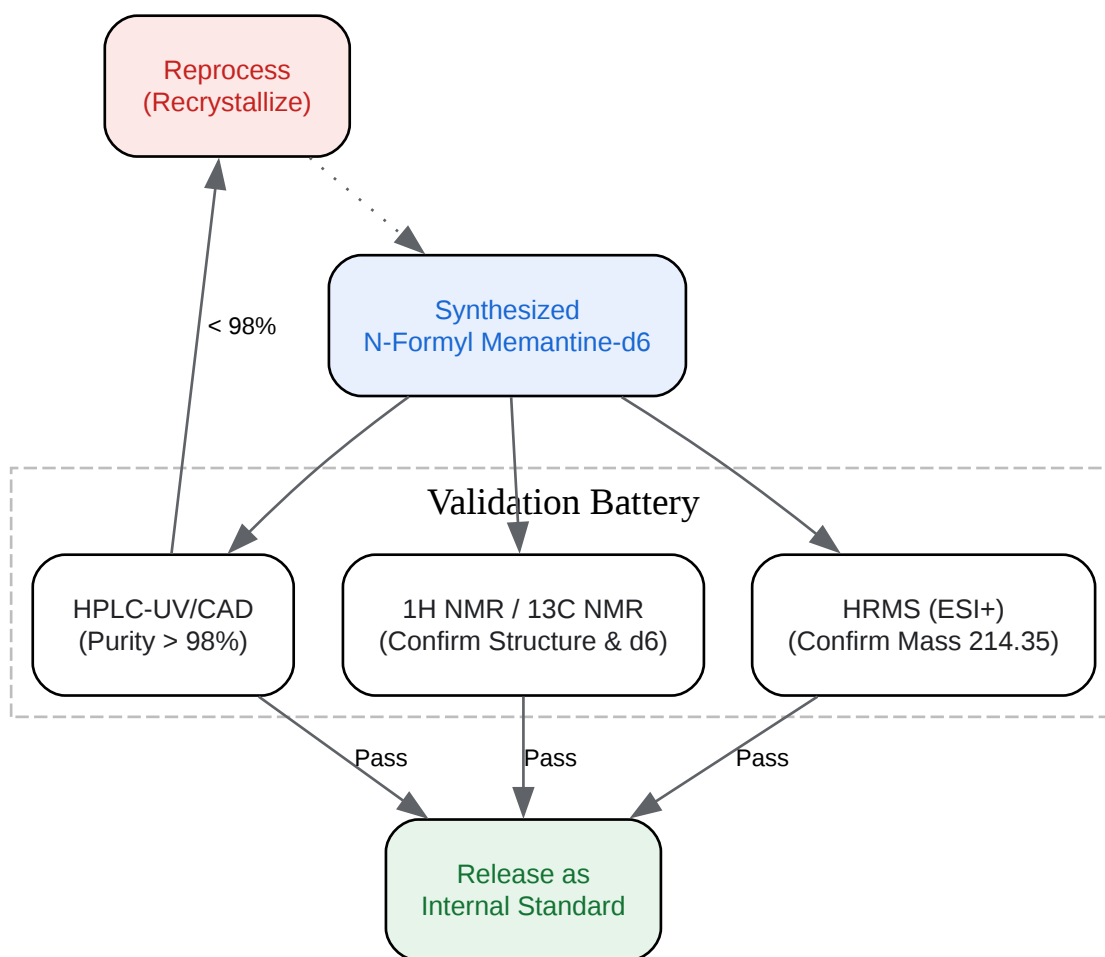 Reprocess
(Recrystallize)
< 98%
Synthesized
N-Formyl Memantine-d6
Validation Battery
HPLC-UV/CAD
(Purity > 98%)
1H NMR / 13C NMR
(Confirm Structure & d6)
HRMS (ESI+)
(Confirm Mass 214.35)
Pass
Pass
Pass
Release as
Internal Standard